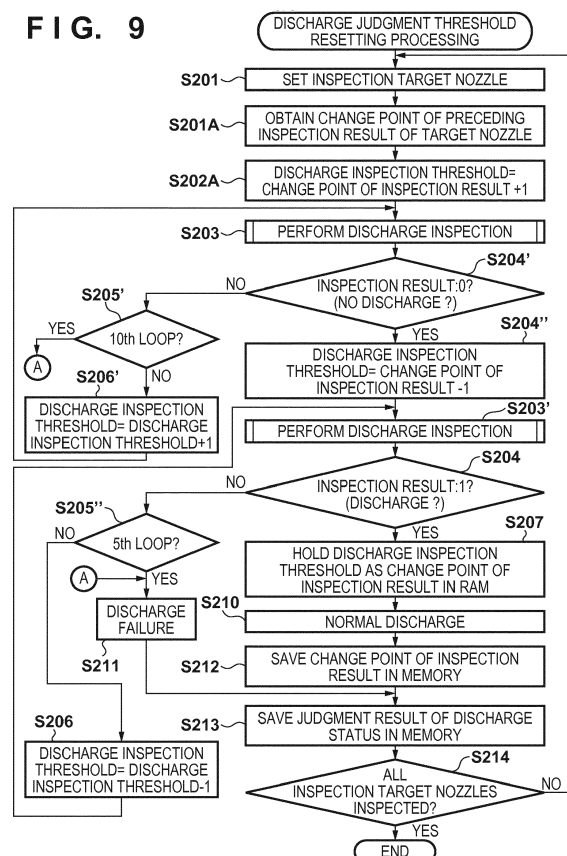 FIG. 9
DISCHARGE JUDGMENT THRESHOLD
RESETTING PROCESSING
S201
SET INSPECTION TARGET NOZZLE
S201A
OBTAIN CHANGE POINT OF PRECEDING
INSPECTION RESULT OF TARGET NOZZLE
S202A
DISCHARGE INSPECTION THRESHOLD=
CHANGE POINT OF INSPECTION RESULT +1
S203
PERFORM DISCHARGE INSPECTION
S204'
INSPECTION RESULT:0?
(NO DISCHARGE ?)
NO
YES
S205'
10th LOOP?
YES
A
NO
S206'
DISCHARGE INSPECTION
THRESHOLD= DISCHARGE
INSPECTION THRESHOLD+1
S204''
DISCHARGE INSPECTION
THRESHOLD= CHANGE POINT OF
INSPECTION RESULT -1
S203'
PERFORM DISCHARGE INSPECTION
S204
INSPECTION RESULT:1?
(DISCHARGE ?)
NO
YES
S205''
5th LOOP?
NO
YES
A
DISCHARGE
FAILURE
S211
S207
HOLD DISCHARGE INSPECTION
THRESHOLD AS CHANGE POINT OF
INSPECTION RESULT IN RAM
S210
NORMAL DISCHARGE
S212
SAVE CHANGE POINT OF INSPECTION
RESULT IN MEMORY
S213
SAVE JUDGMENT RESULT OF DISCHARGE
STATUS IN MEMORY
S206
DISCHARGE INSPECTION
THRESHOLD= DISCHARGE
INSPECTION THRESHOLD-1
S214
ALL
INSPECTION TARGET NOZZLES
INSPECTED?
NO
YES
END